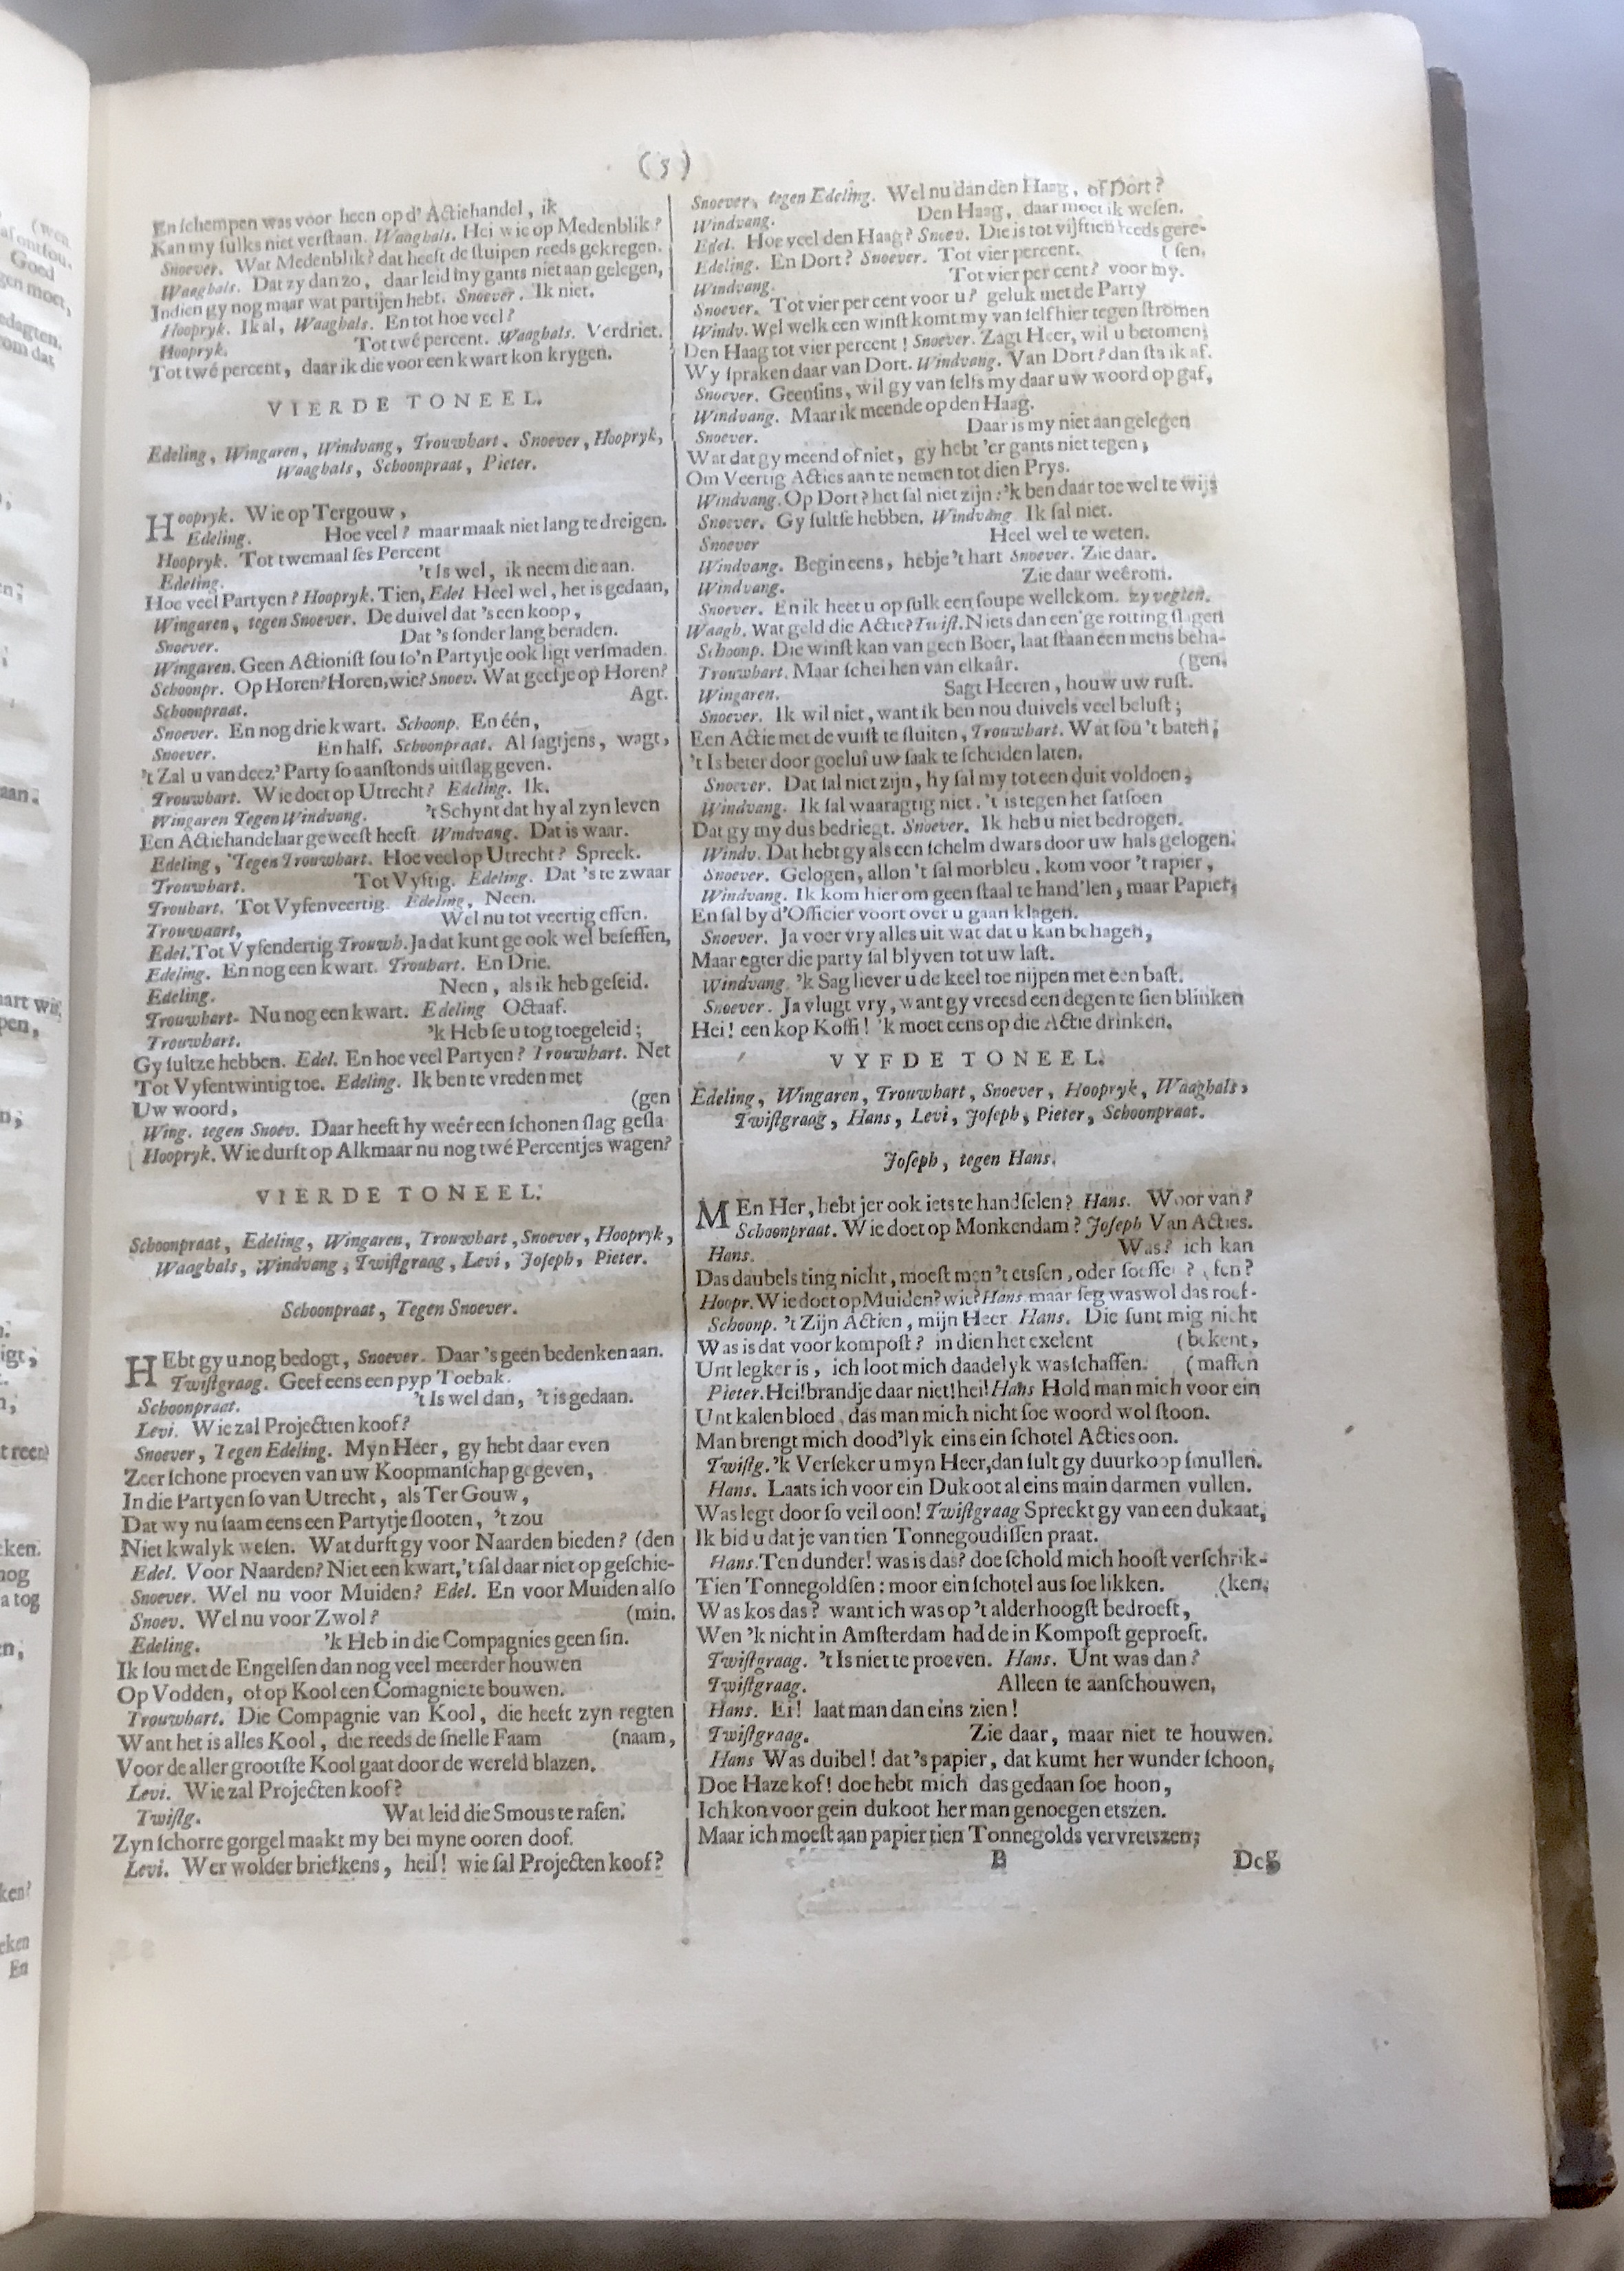 (5)
En schempen was voor heen op d' Actiehandel, ik
Kan my sulks niet verstaan. Waaghals. Hei wie op Medenblik?
Snoever. Wat Medenblik? dat heeft de sluipen reeds gekregen.
Waaghals. Dat zy dan zo, daar leid my gants niet aan gelegen,
Indien gy nog maar wat partijen hebt. Snoever. Ik niet.
Hoopryk. Ik al, Waaghals. En tot hoe veel?
Hoopryk. Tot twé percent. Waaghals. Verdriet.
Tot twé percent, daar ik die voor een kwart kon krygen.
VIERDE TONEEL.
Edeling, Wingaren, Windvang, Trouwhart. Snoever, Hoopryk,
Waaghals, Schoonpraat, Pieter.
Hoopryk. Wie op Tergouw,
Edeling. Hoe veel? maar maak niet lang te dreigen.
Hoopryk. Tot twemaal ses Percent
Edeling. 't Is wel, ik neem die aan.
Hoe veel Partyen? Hoopryk. Tien, Edel Heel wel, het is gedaan,
Wingaren, tegen Snoever. De duivel dat 's een koop,
Snoever. Dat 's sonder lang beraden.
Wingaren. Geen Actionist sou so'n Partytje ook ligt versmaden.
Schoonpr. Op Horen? Horen, wie? Snoev. Wat geef je op Horen?
Schoonpraat. Agt.
Snoever. En nog drie kwart. Schoonp. En één,
Snoever. En half. Schoonpraat. Al sagtjens, wagt,
't Zal u van deez' Party so aanstonds uitslag geven.
Trouwhart. Wie doet op Utrecht? Edeling. Ik.
Wingaren Tegen Windvang. 't Schynt dat hy al zyn leven
Een Actiehandelaar geweest heeft Windvang. Dat is waar.
Edeling, Tegen Trouwhart. Hoe veel op Utrecht? Spreek.
Trouwhart. Tot Vyftig. Edeling. Dat 's te zwaar
Trouhart. Tot Vysenveertig. Edeling, Neen.
Trouwaart, Wel nu tot veertig effen.
Edel. Tot Vysendertig Trouwh. Ja dat kunt ge ook wel beseffen,
Edeling. En nog een kwart. Trouhart. En Drie.
Edeling. Neen, als ik heb geseid.
Trouwhart. Nu nog een kwart. Edeling Octaaf.
Trouwhart. 'k Heb se u tog toegeleid;
Gy sultze hebben. Edel. En hoe veel Partyen? Trouwhart. Net
Tot Vysentwintig toe. Edeling. Ik ben te vreden met
Uw woord, (gen
Wing. tegen Snoev. Daar heeft hy weêr een schonen slag gesla-
Hoopryk. Wie durst op Alkmaar nu nog twé Percentjes wagen?
VIERDE TONEEL.
Schoonpraat, Edeling, Wingaren, Trouwhart, Snoever, Hoopryk,
Waaghals, Windvang, Twistgraag, Levi, Joseph, Pieter.
Schoonpraat, Tegen Snoever.
HEbt gy u nog bedogt, Snoever. Daar 's geen bedenken aan.
Twistgraag. Geef eens een pyp Toebak.
Schoonpraat. 't Is wel dan, 't is gedaan.
Levi. Wie zal Projectten koof?
Snoever, Tegen Edeling. Myn Heer, gy hebt daar even
Zeer schone proeven van uw Koopmanschap gegeven,
In die Partyen so van Utrecht, als Ter Gouw,
Dat wy nu saam eens een Partytje slooten, 't zou
Niet kwalyk wesen. Wat durst gy voor Naarden bieden? (den
Edel. Voor Naarden? Niet een kwart, 't sal daar niet op geschie-
Snoever. Wel nu voor Muiden? Edel. En voor Muiden also
Snoev. Wel nu voor Zwol? (min.
Edeling. 'k Heb in die Compagnies geen sin.
Ik sou met de Engelsen dan nog veel meerder houwen
Op Vodden, of op Kool een Comagnie te bouwen.
Trouwhart. Die Compagnie van Kool, die heeft zyn regten
Want het is alles Kool, die reeds de snelle Faam (naam,
Voor de aller grootste Kool gaat door de wereld blazen.
Levi. Wie zal Projecten koof?
Twistg. Wat leid die Smous te rasen.
Zyn schorre gorgel maakt my bei myne ooren doof.
Levi. Wer wolder briefkens, heil! wie sal Projecten koof?
Snoever, tegen Edeling. Wel nu dan den Haag, of Dort?
Windvang. Den Haag, daar moet ik wesen.
Edel. Hoe veel den Haag? Snoev. Die is tot vijftien reeds gere-
Edeling. En Dort? Snoever. Tot vier percent. (sen,
Windvang. Tot vier per cent? voor my.
Snoever. Tot vier per cent voor u? geluk met de Party
Windv. Wel welk een winst komt my van self hier tegen stromen
Den Haag tot vier percent! Snoever. Zagt Heer, wil u betomen;
Wy spraken daar van Dort. Windvang. Van Dort? dan sta ik af.
Snoever. Geensins, wil gy van selfs my daar uw woord op gaf,
Windvang. Maar ik meende op den Haag.
Snoever. Daar is my niet aan gelegen
Wat dat gy meend of niet, gy hebt 'er gants niet tegen,
Om Veertig Acties aan te nemen tot dien Prys.
Windvang. Op Dort? het sal niet zijn: 'k ben daar toe wel te wijs
Snoever. Gy sultse hebben. Windvang Ik sal niet.
Snoever Heel wel te weten.
Windvang. Begin eens, hebje 't hart Snoever. Zie daar.
Windvang. Zie daar weêrom.
Snoever. En ik heet u op sulk een soupe wellekom. zy vegten.
Waagh. Wat geld die Actie? Twist. Niets dan een'ge rotting slagen
Schoonp. Die winst kan van geen Boer, laat staan een mens beha-
Trouwhart. Maar schei hen van elkaâr. (gen.
Wingaren. Sagt Heeren, houw uw rust.
Snoever. Ik wil niet, want ik ben nou duivels veel belust;
Een Actie met de vuist te sluiten, Trouwhart. Wat sou 't baten;
't Is beter door goeluî uw saak te scheiden laten.
Snoever. Dat sal niet zijn, hy sal my tot een duit voldoen,
Windvang. Ik sal waaragtig niet. 't is tegen het fatsoen
Dat gy my dus bedriegt. Snoever. Ik heb u niet bedrogen.
Windv. Dat hebt gy als een schelm dwars door uw hals gelogen.
Snoever. Gelogen, allon 't sal morbleu, kom voor 't rapier,
Windvang. Ik kom hier om geen staal te hand'len, maar Papier,
En sal by d'Officier voort over u gaan klagen.
Snoever. Ja voer vry alles uit wat dat u kan behagen,
Maar egter die party sal blyven tot uw last.
Windvang. 'k Sag liever u de keel toe nijpen met een bast.
Snoever. Ja vlugt vry, want gy vreesd een degen te sien blinken
Hei! een kop Koffi! 'k moet eens op die Actie drinken.
VYFDE TONEEL.
Edeling, Wingaren, Trouwhart, Snoever, Hoopryk, Waaghals,
Twistgraag, Hans, Levi, Joseph, Pieter, Schoonpraat.
Joseph, tegen Hans.
MEn Her, hebt jer ook iets te handselen? Hans. Woor van?
Schoonpraat. Wie doet op Monkendam? Joseph Van Acties.
Hans. Was? ich kan
Das daubels ting nicht, moest men 't etssen, oder soeffe ? (sen?
Hoopr. Wie doet op Muiden? wie? Hans maar seg waswol das roef-
Schoonp. 't Zijn Actien, mijn Heer Hans. Die sunt mig nicht
Was is dat voor kompost? in dien het exelent (bekent,
Unt legker is, ich loot mich daadelyk was schaffen. (maffen
Pieter. Hei! brandje daar niet! hei! Hans Hold man mich voor ein
Unt kalen bloed, das man mich nicht soe woord wol stoon.
Man brengt mich dood'lyk eins ein schotel Acties oon.
Twistg. 'k Verseker u myn Heer, dan sult gy duurkoop smullen.
Hans. Laats ich voor ein Dukoot al eins main darmen vullen.
Was legt door so veil oon! Twistgraag Spreekt gy van een dukaat,
Ik bid u dat je van tien Tonnegoudissen praat.
Hans. Ten dunder! was is das? doe schold mich hooft verschrik-
Tien Tonnegoldsen: moor ein schotel aus soe likken. (ken,
Was kos das? want ich was op 't alderhoogst bedroest,
Wen 'k nicht in Amsterdam had de in Kompost geproest.
Twistgraag. 't Is niet te proeven. Hans. Unt was dan?
Twistgraag. Alleen te aanschouwen,
Hans. Ei! laat man dan eins zien!
Twistgraag. Zie daar, maar niet te houwen.
Hans Was duibel! dat 's papier, dat kumt her wunder schoon,
Doe Haze kof! doe hebt mich das gedaan soe hoon,
Ich kon voor gein dukoot her man genoegen etszen.
Maar ich moest aan papier tien Tonnegolds vervretszen;
B